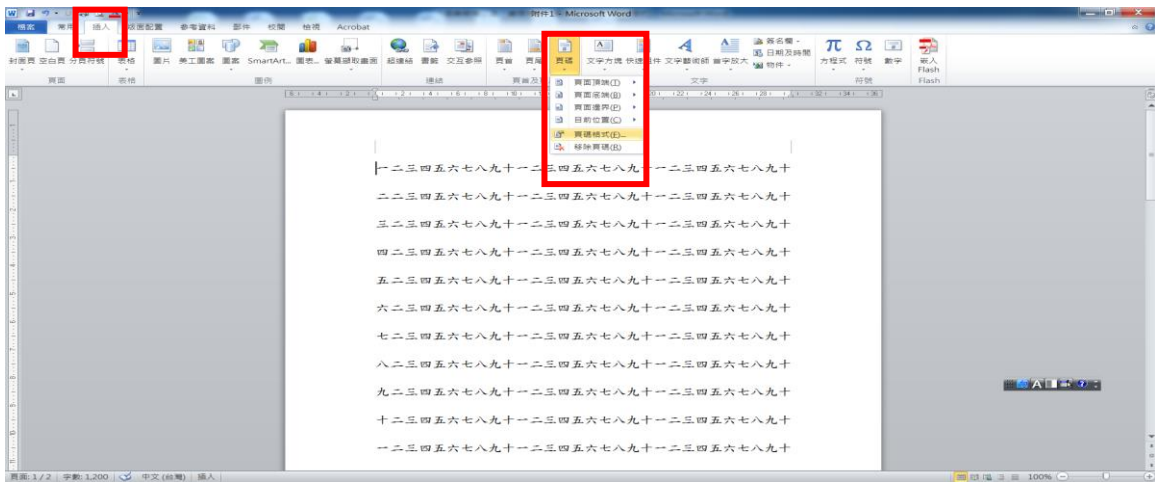 附件1 - Microsoft Word
檔案 常用 插入 版面配置 參考資料 郵件 校閱 檢視 Acrobat
封面頁 空白頁 分頁符號 表格 圖片 美工圖案 圖案 SmartArt... 圖表... 螢幕擷取畫面 超連結 書籤 交互參照 頁首 頁尾 頁碼 文字方塊 快速 件 文字藝術師 首字放大 簽名欄 日期及時間 物件 方程式 符號 數字 嵌入 Flash
頁面 表格 圖例 連結 頁首及 文字 符號 Flash
頁面頂端(T)
頁面底端(B)
頁面邊界(P)
目前位置(C)
頁碼格式(F)...
移除頁碼(R)
一二三四五六七八九十一二三四五六七八九十一二三四五六七八九十
二二三四五六七八九十一二三四五六七八九十一二三四五六七八九十
三二三四五六七八九十一二三四五六七八九十一二三四五六七八九十
四二三四五六七八九十一二三四五六七八九十一二三四五六七八九十
五二三四五六七八九十一二三四五六七八九十一二三四五六七八九十
六二三四五六七八九十一二三四五六七八九十一二三四五六七八九十
七二三四五六七八九十一二三四五六七八九十一二三四五六七八九十
八二三四五六七八九十一二三四五六七八九十一二三四五六七八九十
九二三四五六七八九十一二三四五六七八九十一二三四五六七八九十
十二三四五六七八九十一二三四五六七八九十一二三四五六七八九十
一二三四五六七八九十一二三四五六七八九十一二三四五六七八九十
頁面: 1 / 2 字數: 1,200 中文 (台灣) 插入 100%